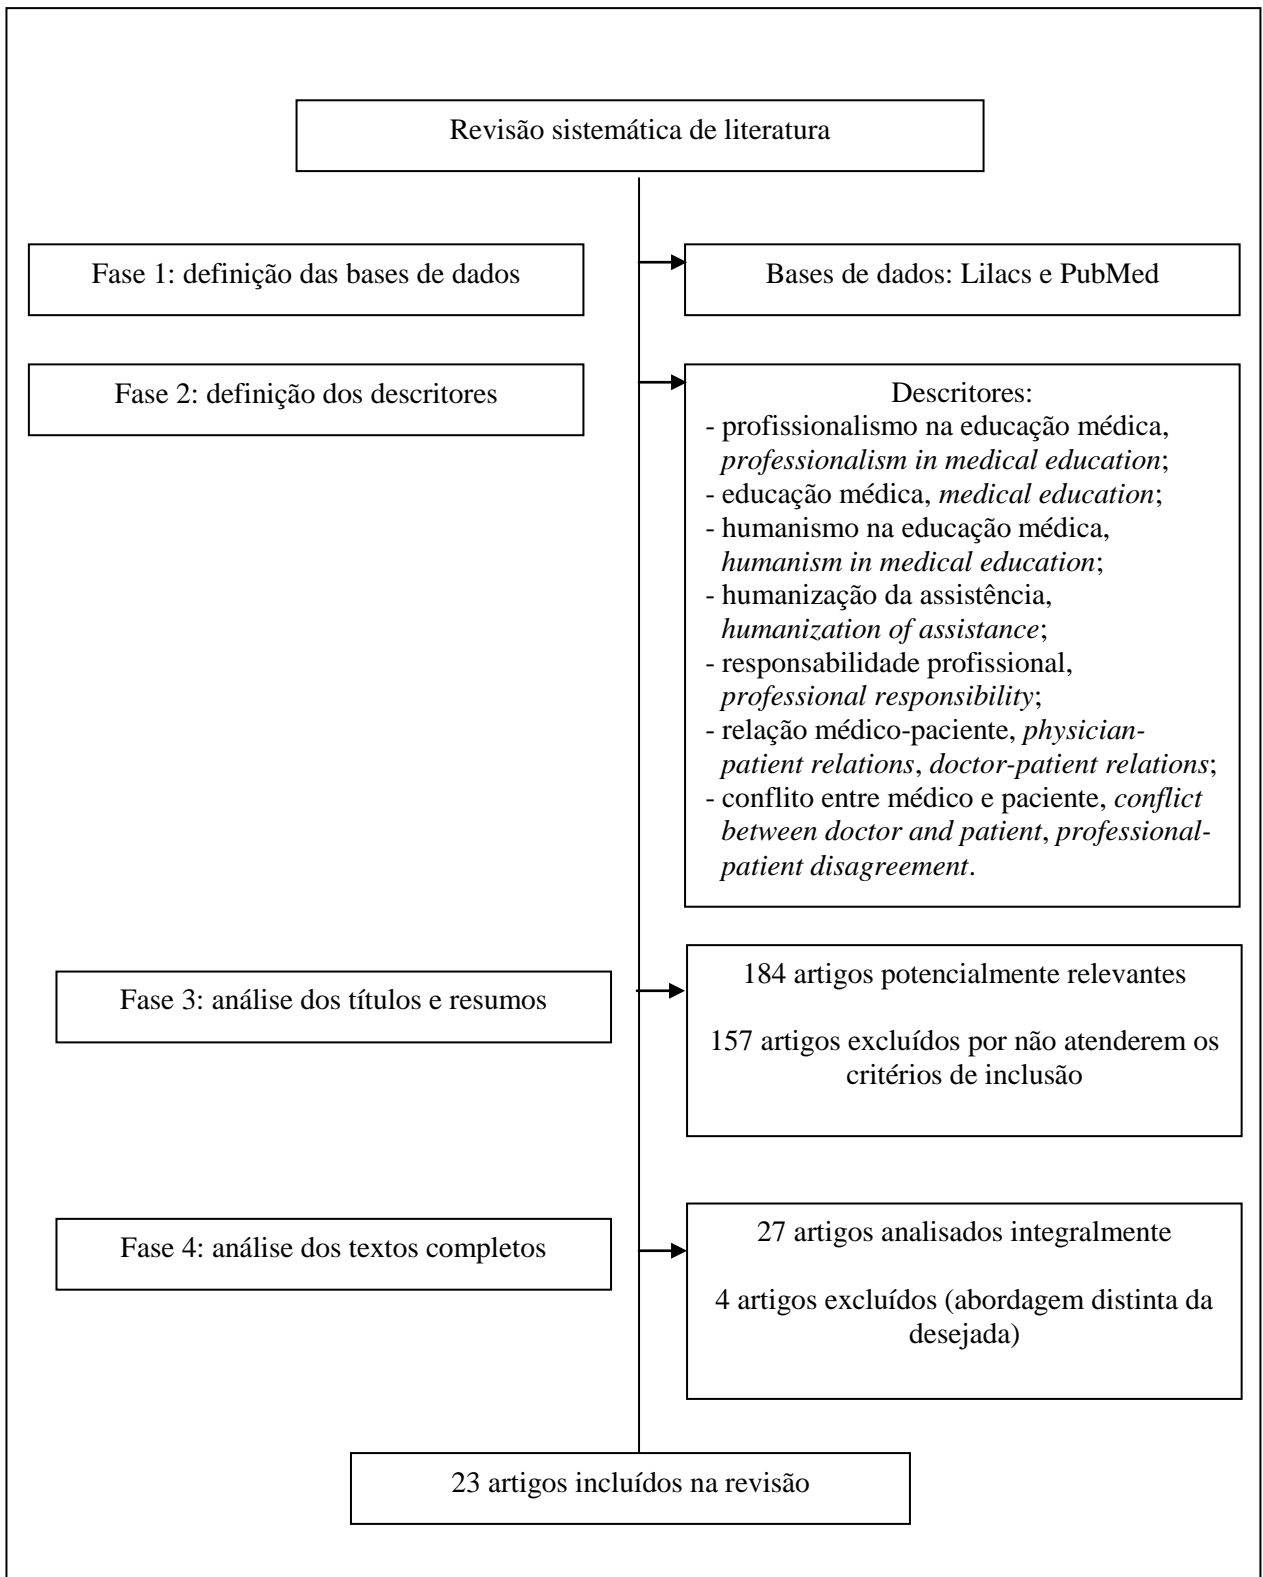 Revisão sistemática de literatura
Fase 1: definição das bases de dados
Bases de dados: Lilacs e PubMed
Fase 2: definição dos descritores
Descritores:
- profissionalismo na educação médica,
professionalism in medical education;
- educação médica, medical education;
- humanismo na educação médica,
humanism in medical education;
- humanização da assistência,
humanization of assistance;
- responsabilidade profissional,
professional responsibility;
- relação médico-paciente, physician-
patient relations, doctor-patient relations;
- conflito entre médico e paciente, conflict
between doctor and patient, professional-
patient disagreement.
Fase 3: análise dos títulos e resumos
184 artigos potencialmente relevantes
157 artigos excluídos por não atenderem os
critérios de inclusão
Fase 4: análise dos textos completos
27 artigos analisados integralmente
4 artigos excluídos (abordagem distinta da
desejada)
23 artigos incluídos na revisão